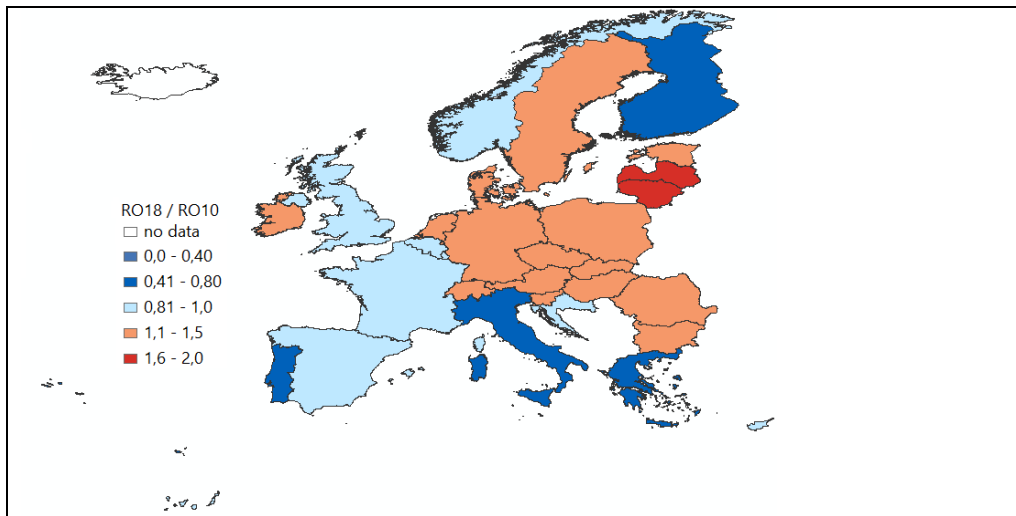 RO18 / RO10
no data
0,0 - 0,40
0,41 - 0,80
0,81 - 1,0
1,1 - 1,5
1,6 - 2,0